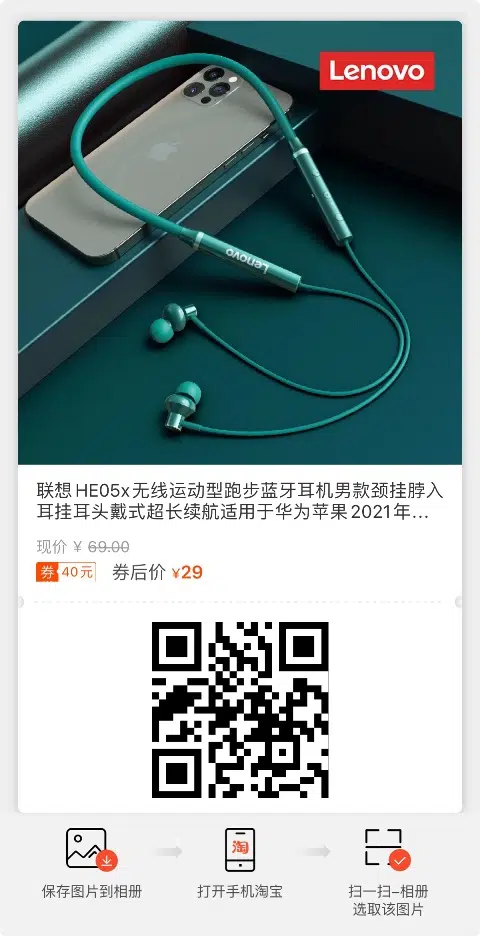 Lenovo
Lenovo
联想HE05x无线运动型跑步蓝牙耳机男款颈挂脖入
耳挂耳头戴式超长续航适用于华为苹果2021年...
现价 ¥ 69.00
券 40元 券后价 ¥29
淘
保存图片到相册
打开手机淘宝
扫一扫-相册
选取该图片